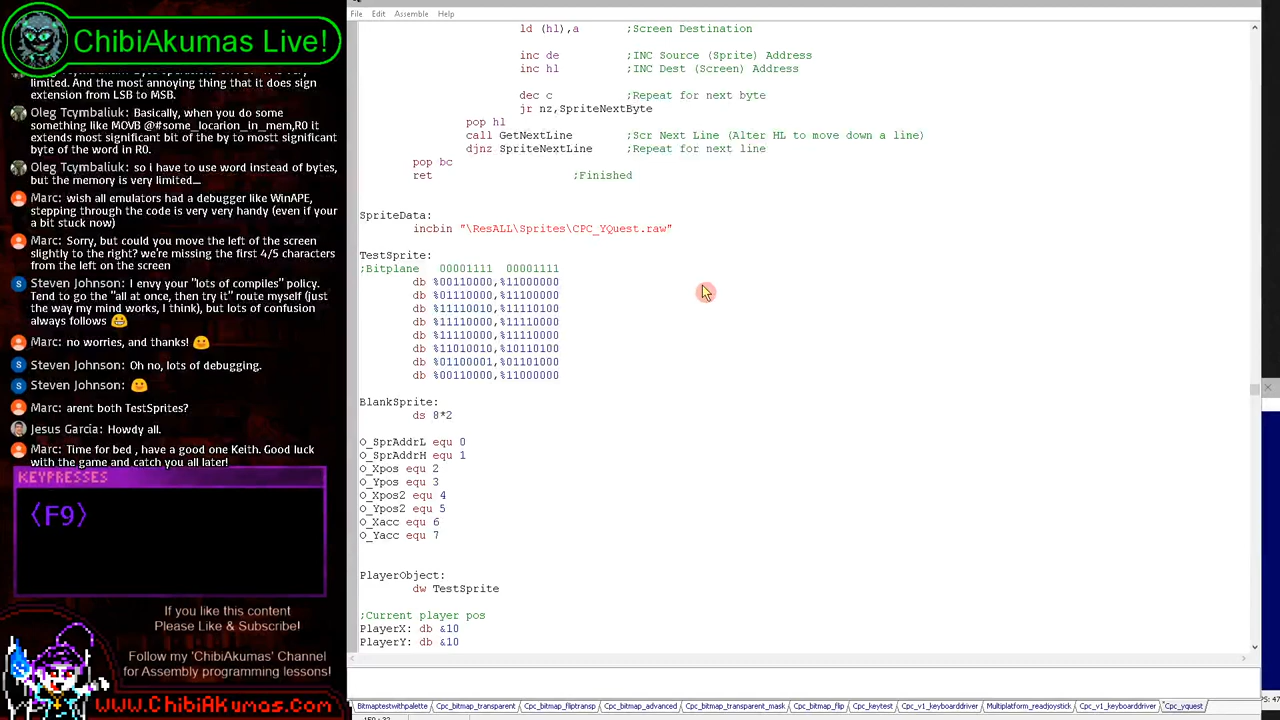 File Edit Assemble Help
ChibiAkumas Live!
limited. And the most annoying thing that it does sign
extension from LSB to MSB.
Oleg Tcymbaliuk: Basically, when you do some
something like MOVB @#some_locarion_in_mem,R0 it
extends most significant bit of the by to mostt significant
byte of the word in R0.
Oleg Tcymbaliuk: so i have to use word instead of bytes,
but the memory is very limited...
Marc: wish all emulators had a debugger like WinAPE,
stepping through the code is very very handy (even if your
a bit stuck now)
Marc: Sorry, but could you move the left of the screen
slightly to the right? we're missing the first 4/5 characters
from the left on the screen
Steven Johnson: I envy your "lots of compiles" policy.
Tend to go the "all at once, then try it" route myself (just
the way my mind works, I think), but lots of confusion
always follows
Marc: no worries, and thanks!
Steven Johnson: Oh no, lots of debugging.
Steven Johnson:
Marc: arent both TestSprites?
Jesus Garcia: Howdy all.
Marc: Time for bed , have a good one Keith. Good luck
with the game and catch you all later!
KEYPRESSES
<F9>
If you like this content
Please Like & Subscribe!
Follow my 'ChibiAkumas' Channel
for Assembly programming lessons!
www.ChibiAkumas.com
ld (hl),a ;Screen Destination
inc de ;INC Source (Sprite) Address
inc hl ;INC Dest (Screen) Address
dec c ;Repeat for next byte
jr nz,SpriteNextByte
pop hl
call GetNextLine ;Scr Next Line (Alter HL to move down a line)
djnz SpriteNextLine ;Repeat for next line
pop bc
ret ;Finished
SpriteData:
incbin "\ResALL\Sprites\CPC_YQuest.raw"
TestSprite:
;Bitplane 00001111 00001111
db %00110000,%11000000
db %01110000,%11100000
db %11110010,%11110100
db %11110000,%11110000
db %11110000,%11110000
db %11010010,%10110100
db %01100001,%01101000
db %00110000,%11000000
BlankSprite:
ds 8*2
O_SprAddrL equ 0
O_SprAddrH equ 1
O_Xpos equ 2
O_Ypos equ 3
O_Xpos2 equ 4
O_Ypos2 equ 5
O_Xacc equ 6
O_Yacc equ 7
PlayerObject:
dw TestSprite
;Current player pos
PlayerX: db &10
PlayerY: db &10
Bitmaptestwithpalette Cpc_bitmap_transparent Cpc_bitmap_fliptransp Cpc_bitmap_advanced Cpc_bitmap_transparent_mask Cpc_bitmap_flip Cpc_keytest Cpc_v1_keyboarddriver Multiplatform_readjoystick Cpc_v1_keyboarddriver *Cpc_yquest